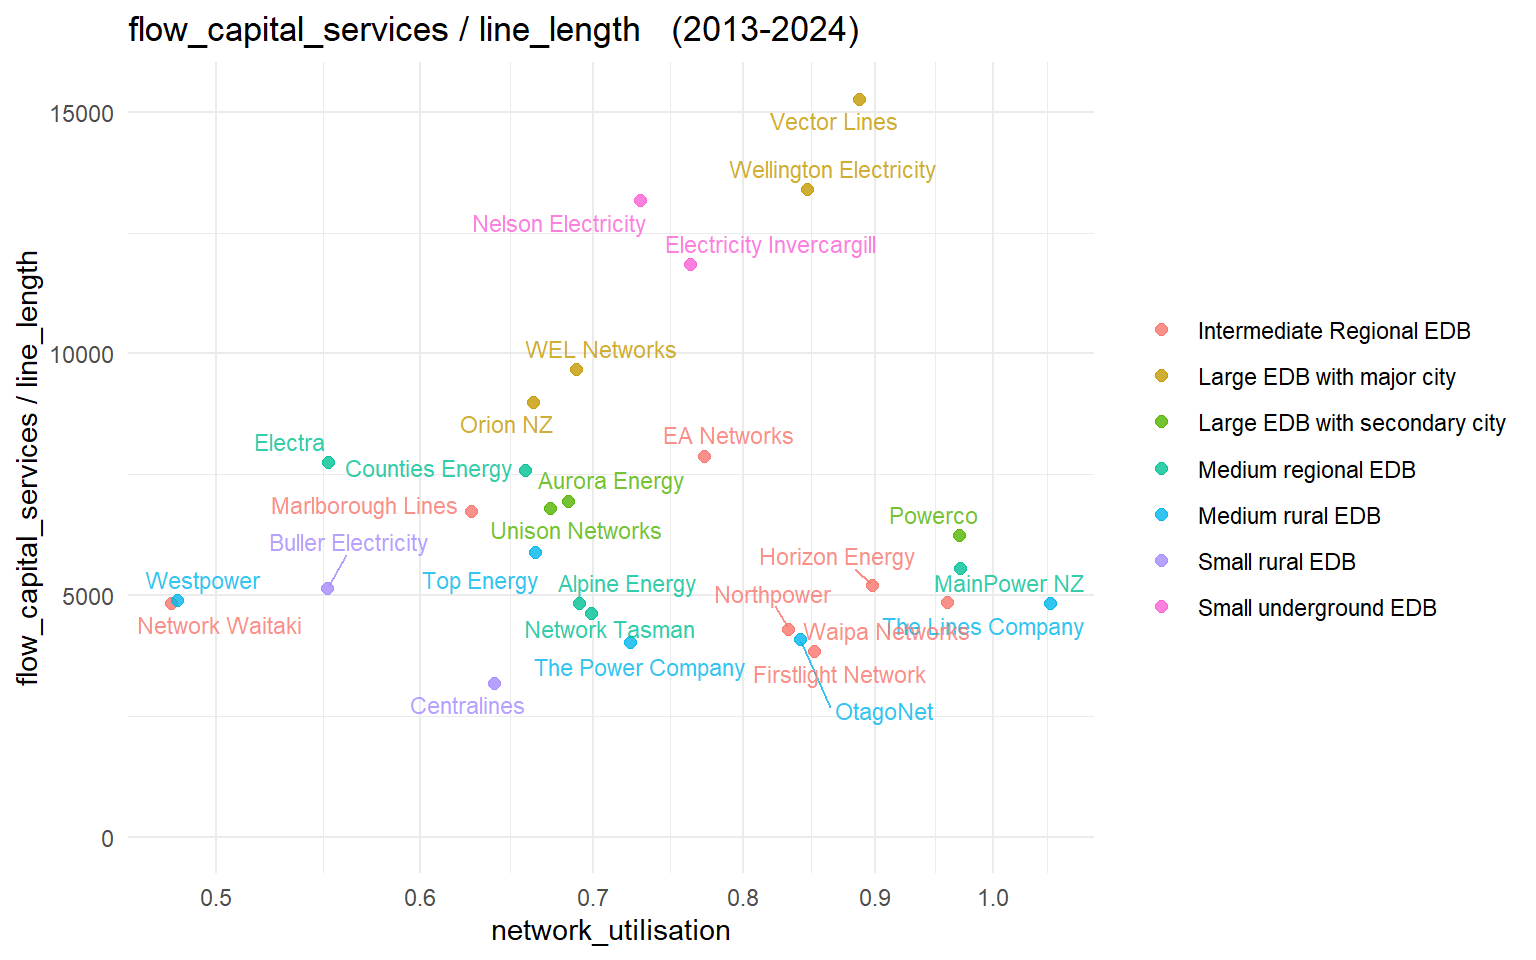 flow_capital_services / line_length   (2013-2024)
flow_capital_services / line_length
15000
10000
5000
0
Vector Lines
Wellington Electricity
Nelson Electricity
Electricity Invercargill
WEL Networks
Orion NZ
EA Networks
Electra
Counties Energy
Aurora Energy
Marlborough Lines
Unison Networks
Powerco
Buller Electricity
Horizon Energy
Westpower
Top Energy
Alpine Energy
MainPower NZ
Northpower
Network Waitaki
Network Tasman
Waipa Networks
The Lines Company
The Power Company
Firstlight Network
Centralines
OtagoNet
0.5
0.6
0.7
0.8
0.9
1.0
network_utilisation
Intermediate Regional EDB
Large EDB with major city
Large EDB with secondary city
Medium regional EDB
Medium rural EDB
Small rural EDB
Small underground EDB